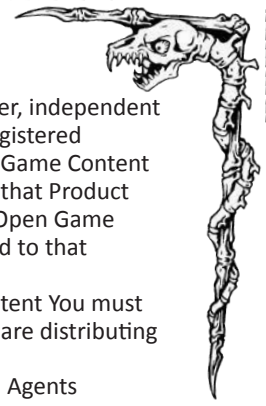 er, independent
gistered
Game Content
that Product
Open Game
d to that
tent You must
are distributing
Agents